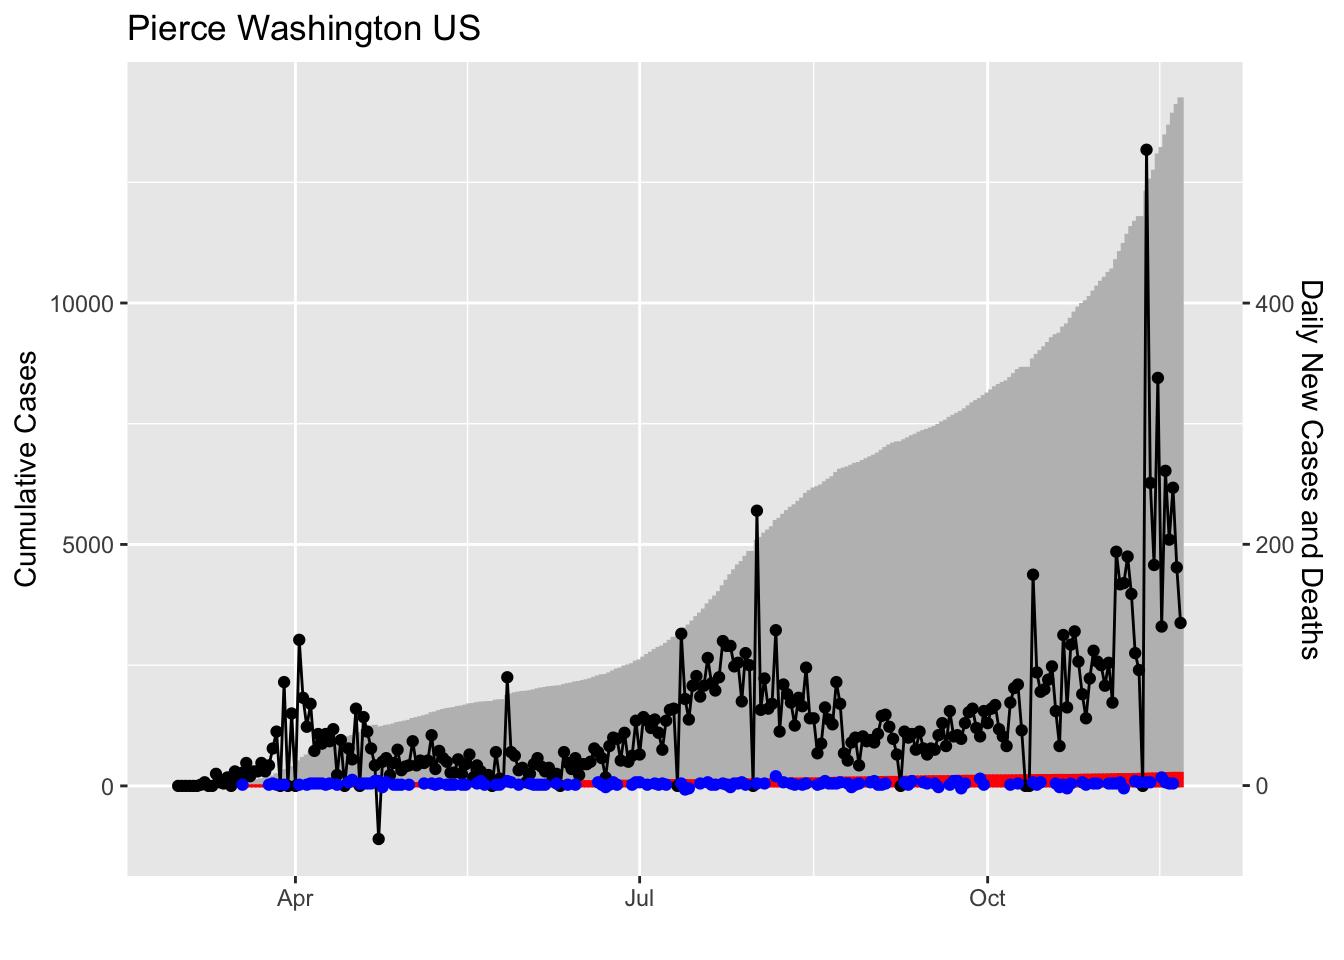 Pierce Washington US
Cumulative Cases
10000
5000
0
400
200
0
Daily New Cases and Deaths
Apr
Jul
Oct